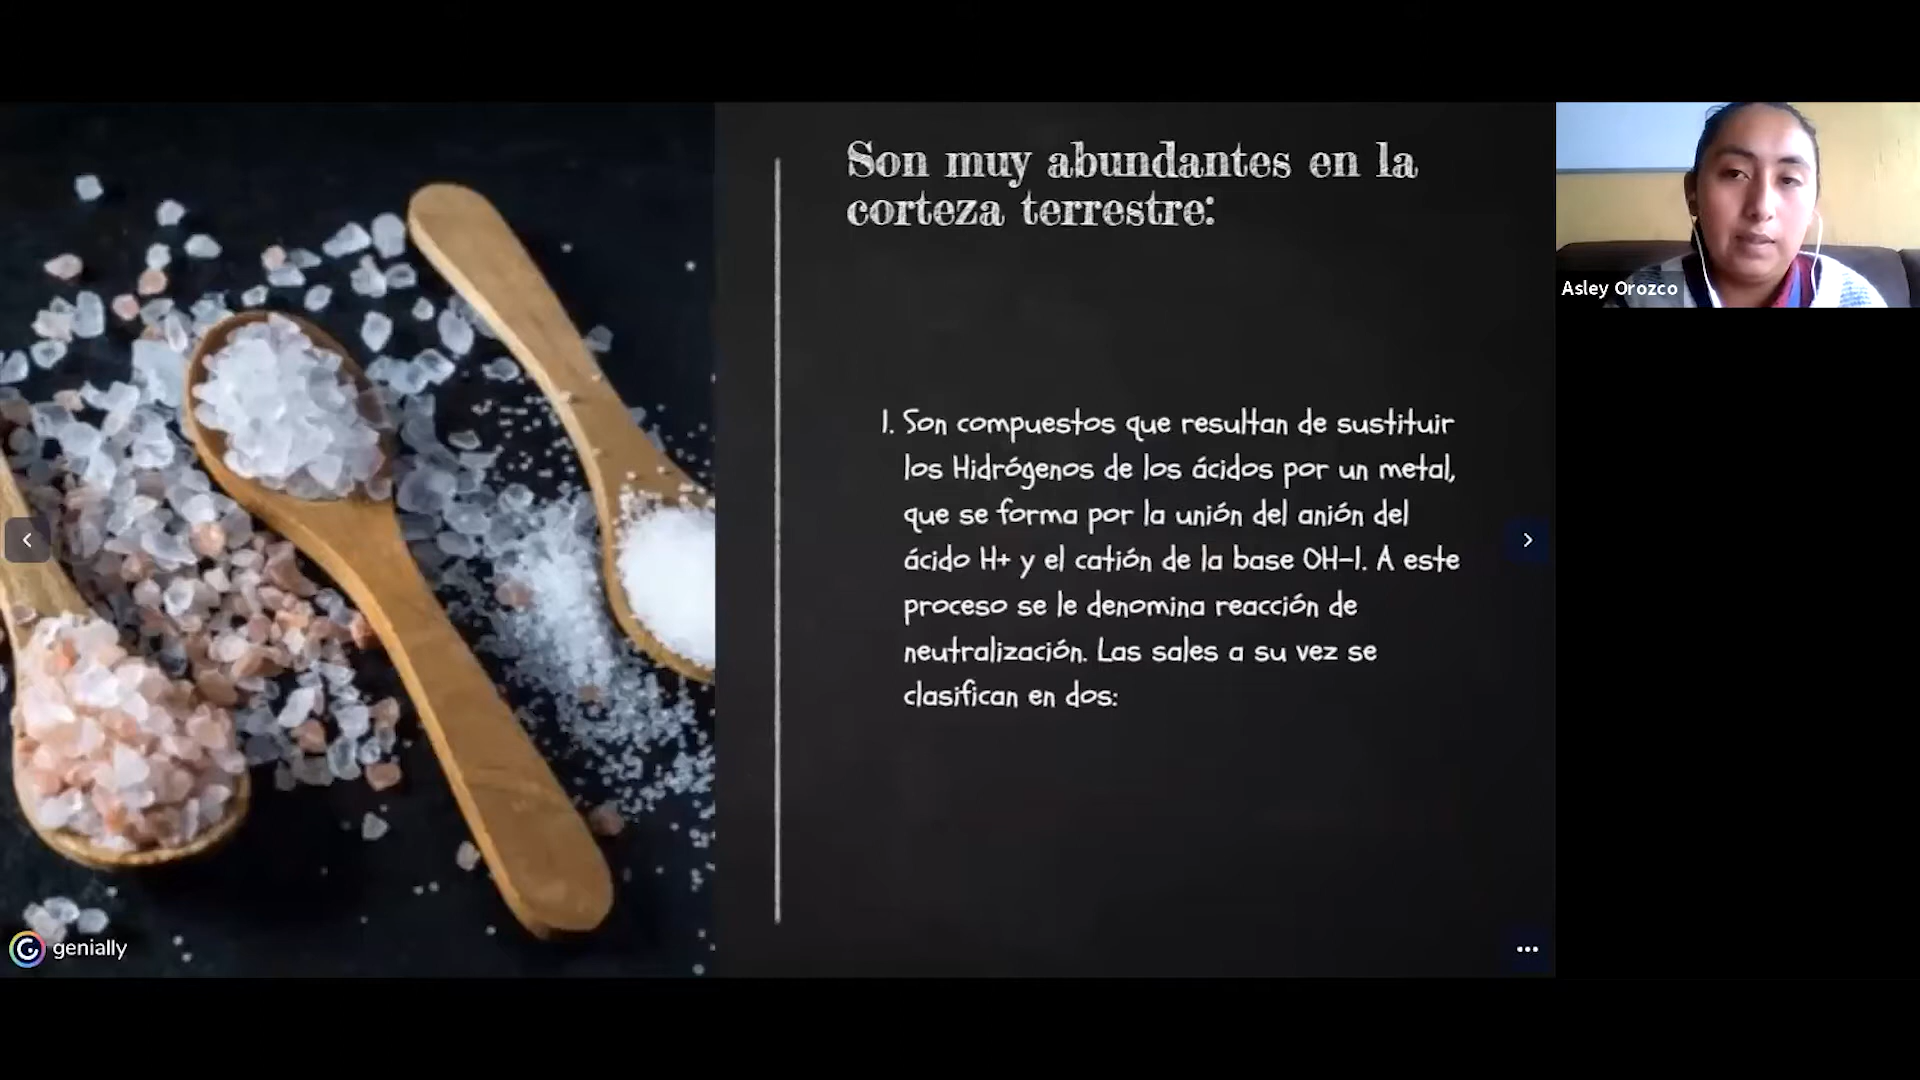 Son muy abundantes en la
corteza terrestre:
1. Son compuestos que resultan de sustituir
los Hidrógenos de los ácidos por un metal,
que se forma por la unión del anión del
ácido H+ y el catión de la base OH-1. A este
proceso se le denomina reacción de
neutralización. Las sales a su vez se
clasifican en dos:
Asley Orozco
genially